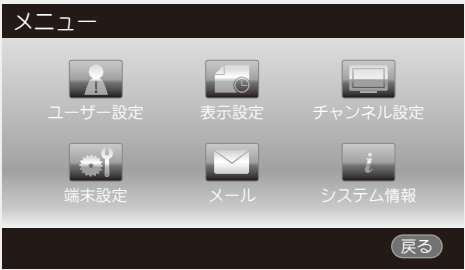 メニュー
ユーザー設定
表示設定
チャンネル設定
端末設定
メール
システム情報
戻る